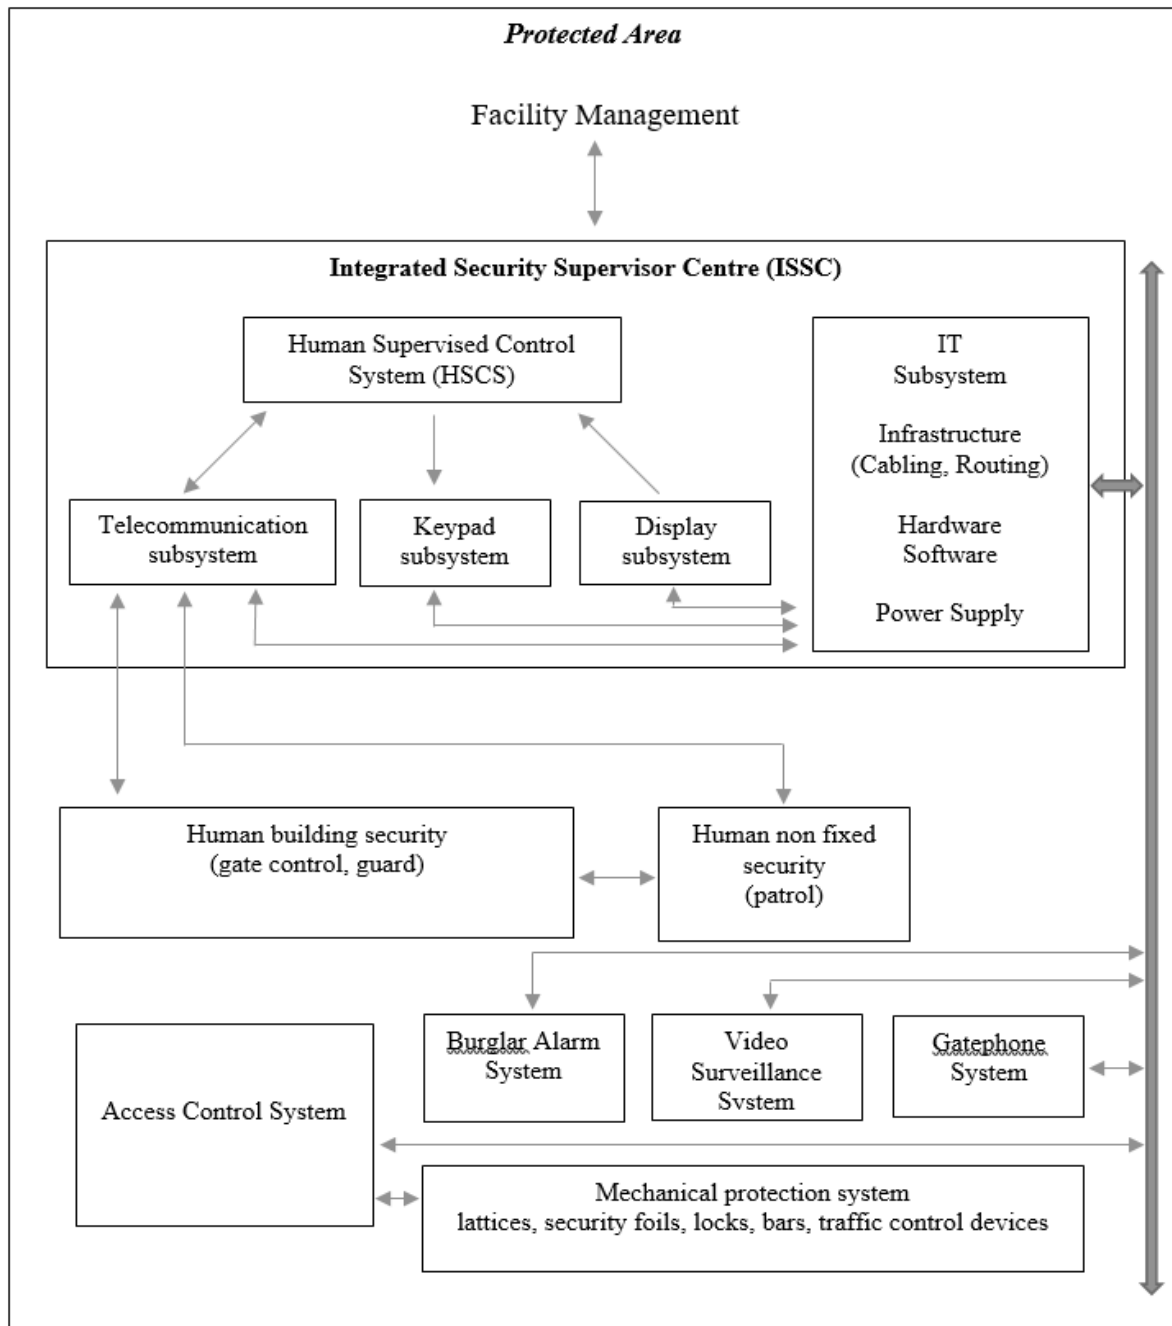 Protected Area
Facility Management
Integrated Security Supervisor Centre (ISSC)
Human Supervised Control
System (HSCS)
IT
Subsystem
Infrastructure
(Cabling, Routing)
Hardware
Software
Power Supply
Telecommunication
subsystem
Keypad
subsystem
Display
subsystem
Human building security
(gate control, guard)
Human non fixed
security
(patrol)
Access Control System
Burglar Alarm
System
Video
Surveillance
System
Gatephone
System
Mechanical protection system
lattices, security foils, locks, bars, traffic control devices